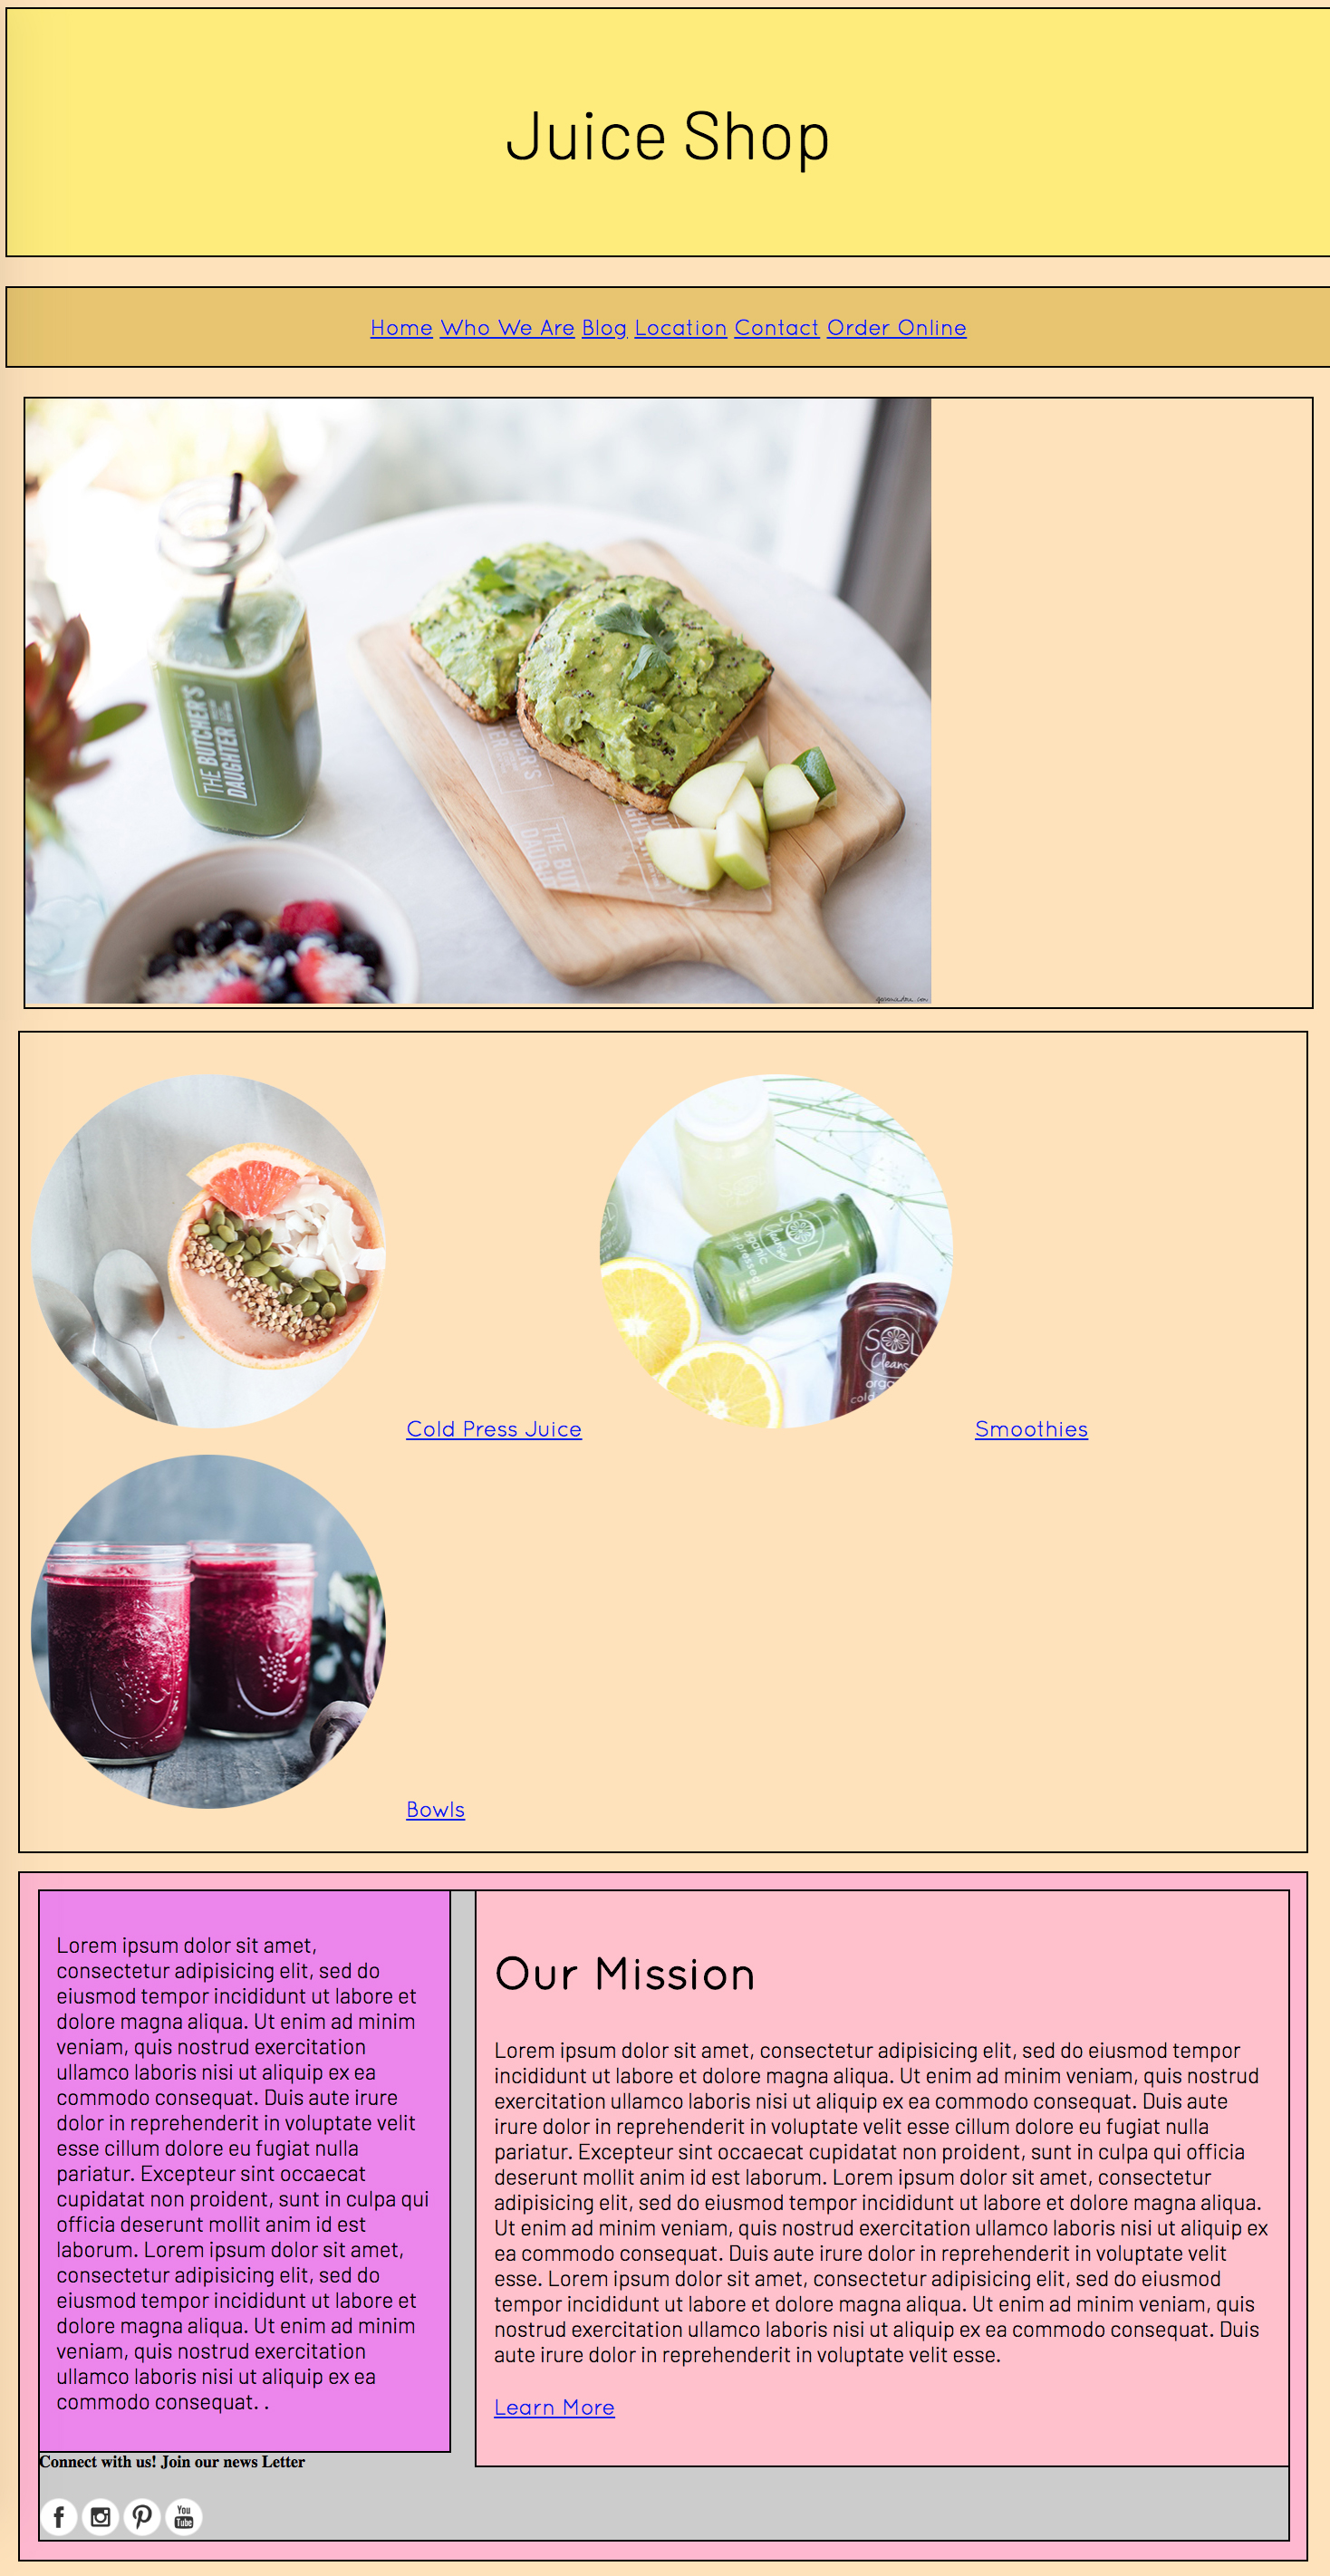 Juice Shop
Home Who We Are Blog Location Contact Order Online
THE BUTCHER'S
DAUGHTER
SOL
Cleanse
organic
pressed
SOL
Cleans
orga
cold
Cold Press Juice
Smoothies
Bowls
Lorem ipsum dolor sit amet,
consectetur adipisicing elit, sed do
eiusmod tempor incididunt ut labore et
dolore magna aliqua. Ut enim ad minim
veniam, quis nostrud exercitation
ullamco laboris nisi ut aliquip ex ea
commodo consequat. Duis aute irure
dolor in reprehenderit in voluptate velit
esse cillum dolore eu fugiat nulla
pariatur. Excepteur sint occaecat
cupidatat non proident, sunt in culpa qui
officia deserunt mollit anim id est
laborum. Lorem ipsum dolor sit amet,
consectetur adipisicing elit, sed do
eiusmod tempor incididunt ut labore et
dolore magna aliqua. Ut enim ad minim
veniam, quis nostrud exercitation
ullamco laboris nisi ut aliquip ex ea
commodo consequat. .
Our Mission
Lorem ipsum dolor sit amet, consectetur adipisicing elit, sed do eiusmod tempor
incididunt ut labore et dolore magna aliqua. Ut enim ad minim veniam, quis nostrud
exercitation ullamco laboris nisi ut aliquip ex ea commodo consequat. Duis aute
irure dolor in reprehenderit in voluptate velit esse cillum dolore eu fugiat nulla
pariatur. Excepteur sint occaecat cupidatat non proident, sunt in culpa qui officia
deserunt mollit anim id est laborum. Lorem ipsum dolor sit amet, consectetur
adipisicing elit, sed do eiusmod tempor incididunt ut labore et dolore magna aliqua.
Ut enim ad minim veniam, quis nostrud exercitation ullamco laboris nisi ut aliquip ex
ea commodo consequat. Duis aute irure dolor in reprehenderit in voluptate velit
esse. Lorem ipsum dolor sit amet, consectetur adipisicing elit, sed do eiusmod
tempor incididunt ut labore et dolore magna aliqua. Ut enim ad minim veniam, quis
nostrud exercitation ullamco laboris nisi ut aliquip ex ea commodo consequat. Duis
aute irure dolor in reprehenderit in voluptate velit esse.
Learn More
Connect with us! Join our news Letter
You
Tube